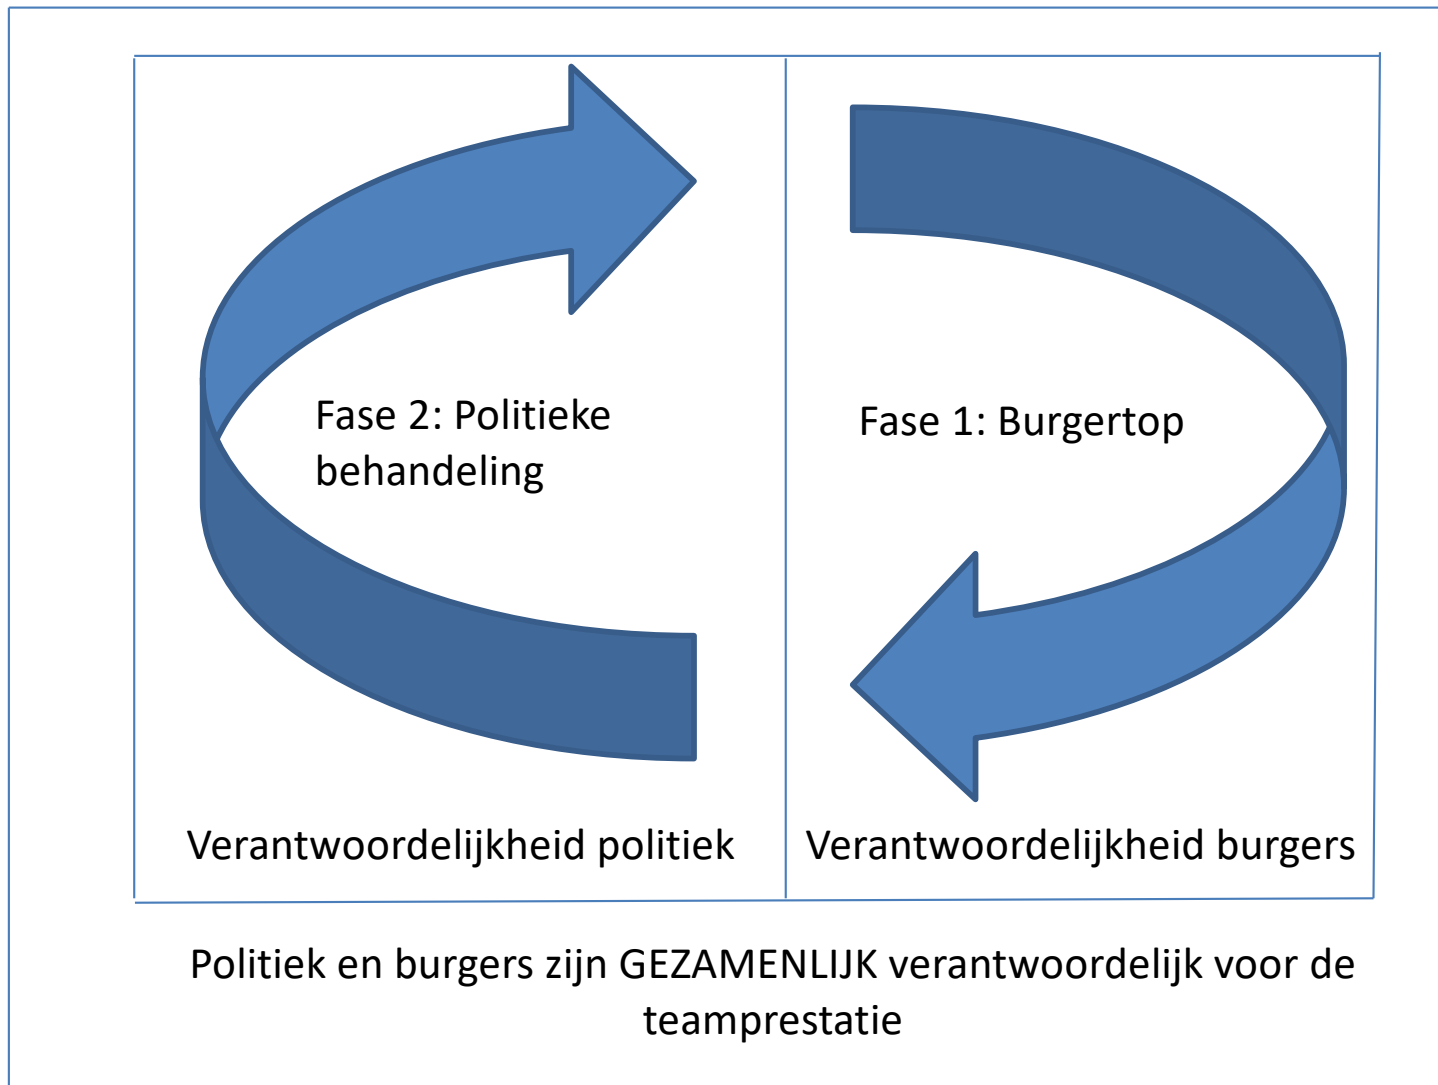 Fase 2: Politieke
behandeling
Fase 1: Burgertop
Verantwoordelijkheid politiek
Verantwoordelijkheid burgers
Politiek en burgers zijn GEZAMENLIJK verantwoordelijk voor de
teamprestatie